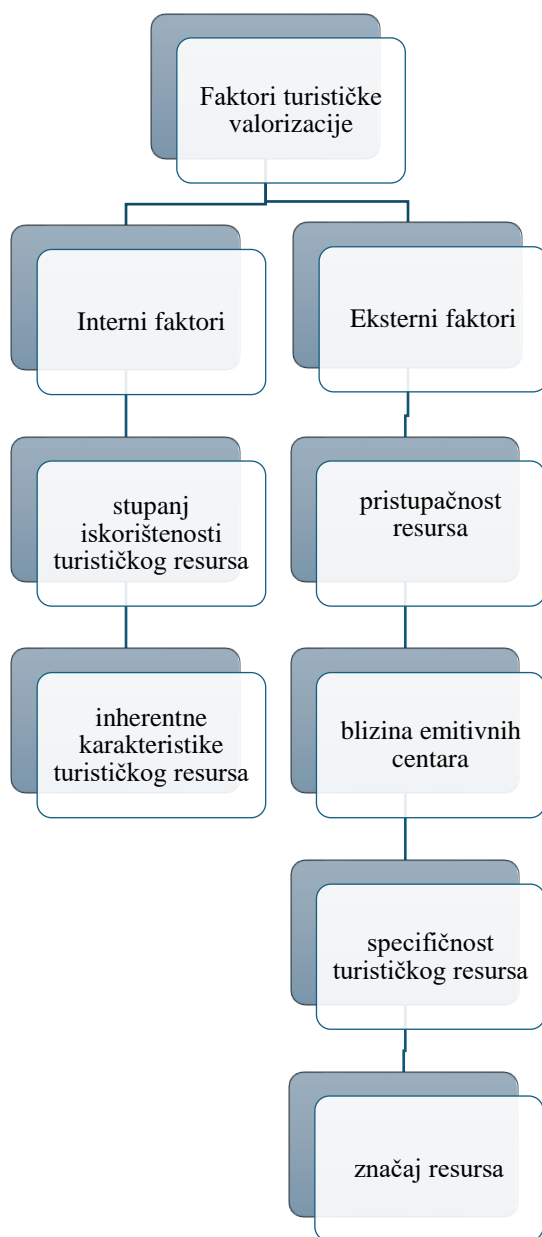 Faktori turističke
valorizacije
Interni faktori
Eksterni faktori
stupanj
iskorištenosti
turističkog resursa
pristupačnost
resursa
inherentne
karakteristike
turističkog resursa
blizina emitivnih
centara
specifičnost
turističkog resursa
značaj resursa